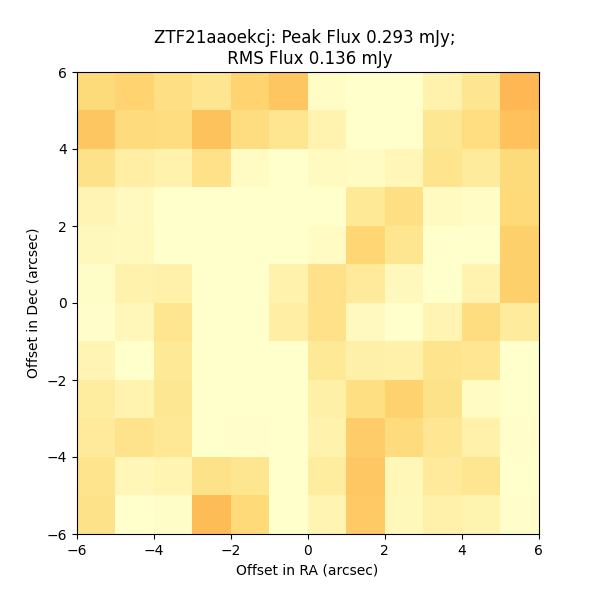 ZTF21aaoekcj: Peak Flux 0.293 mJy;
RMS Flux 0.136 mJy
6
4
2
0
−2
−4
−6
Offset in Dec (arcsec)
−6 −4 −2 0 2 4 6
Offset in RA (arcsec)